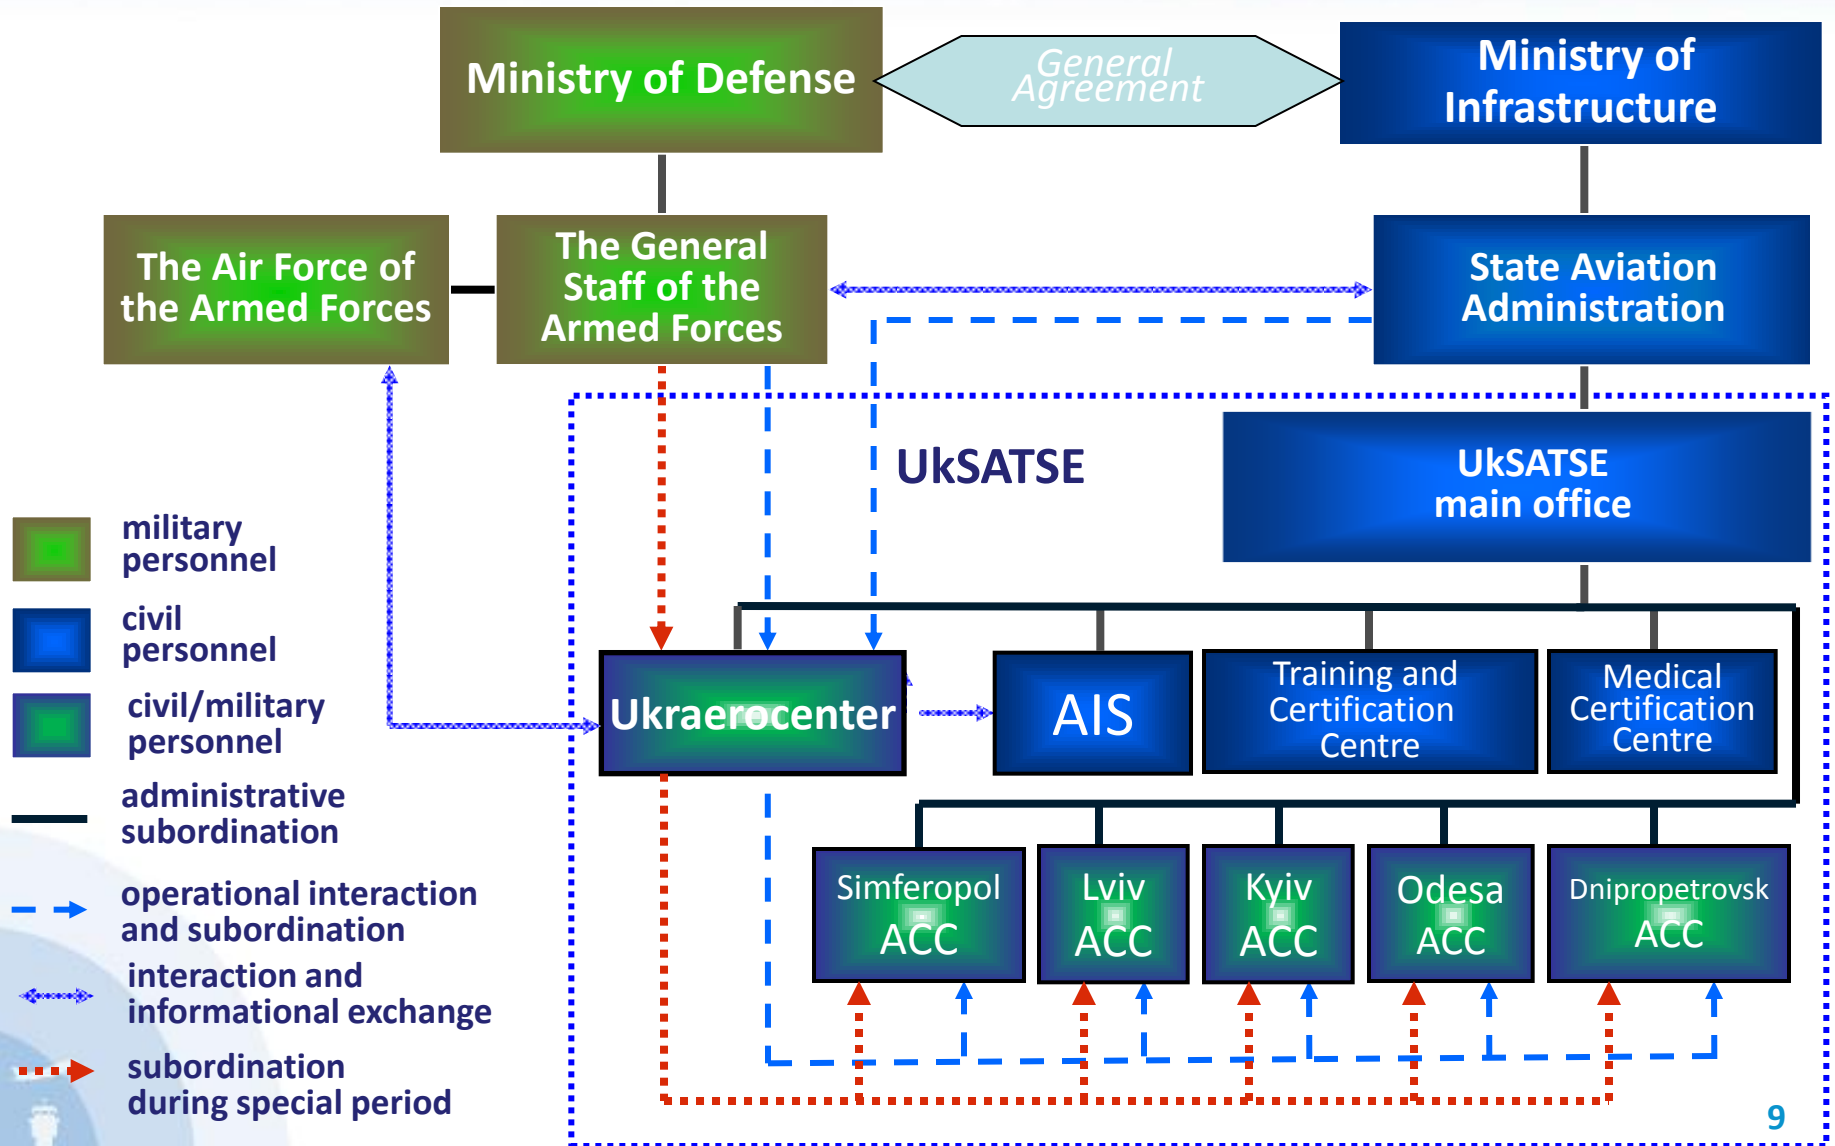 Ministry of Defense
General
Agreement
Ministry of
Infrastructure
The Air Force of
the Armed Forces
The General
Staff of the
Armed Forces
State Aviation
Administration
UkSATSE
UkSATSE
main office
military
personnel
civil
personnel
civil/military
personnel
administrative
subordination
operational interaction
and subordination
interaction and
informational exchange
subordination
during special period
Ukraerocenter
AIS
Training and
Certification
Centre
Medical
Certification
Centre
Simferopol
ACC
Lviv
ACC
Kyiv
ACC
Odesa
ACC
Dnipropetrovsk
ACC
9